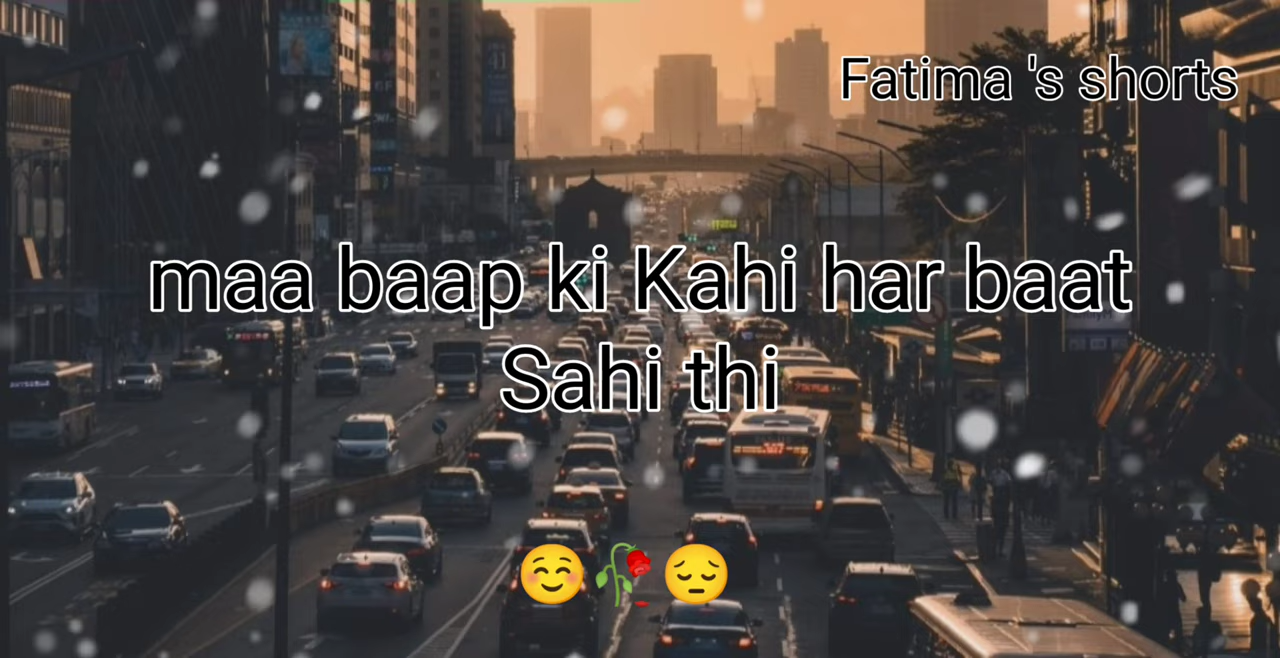 Fatima 's shorts
maa baap ki Kahi har baat
Sahi thi
☺️🥀😔